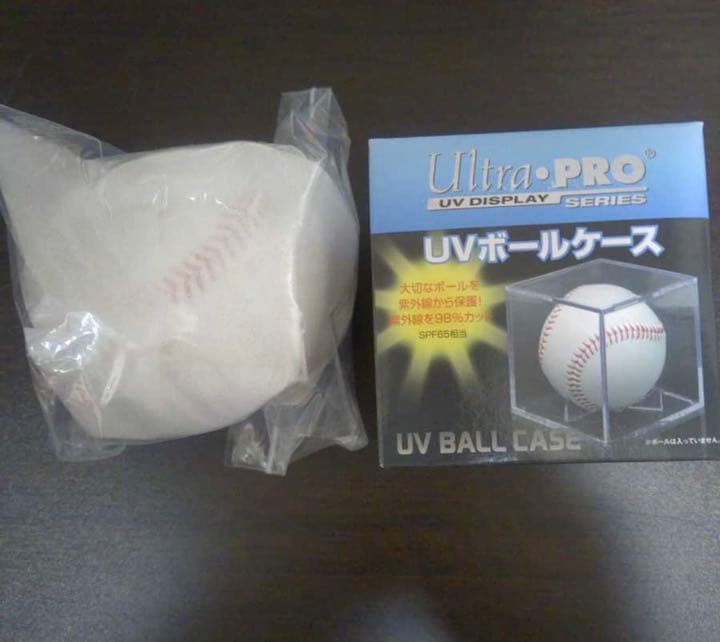 Ultra・PRO®
UV DISPLAY SERIES
UVボールケース
大切なボールを
紫外線から保護!
紫外線を98%カット
SPF65相当
UV BALL CASE
※ボールは入っていません。